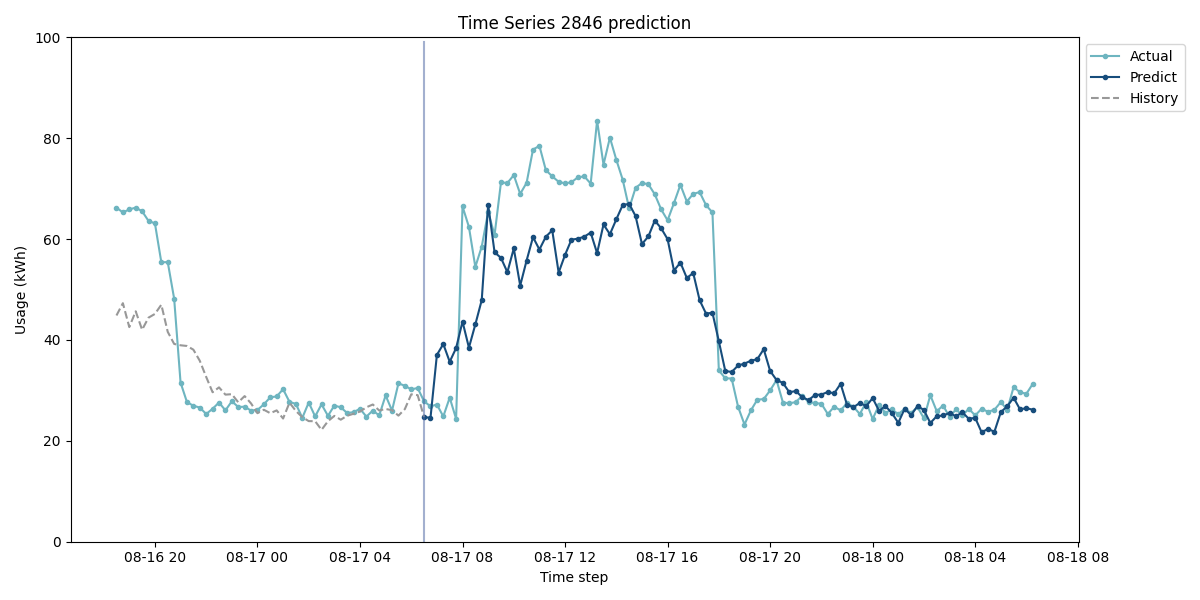 Time Series 2846 prediction
100
80
60
40
20
0
Usage (kWh)
08-16 20
08-17 00
08-17 04
08-17 08
08-17 12
08-17 16
08-17 20
08-18 00
08-18 04
08-18 08
Time step
Actual
Predict
History